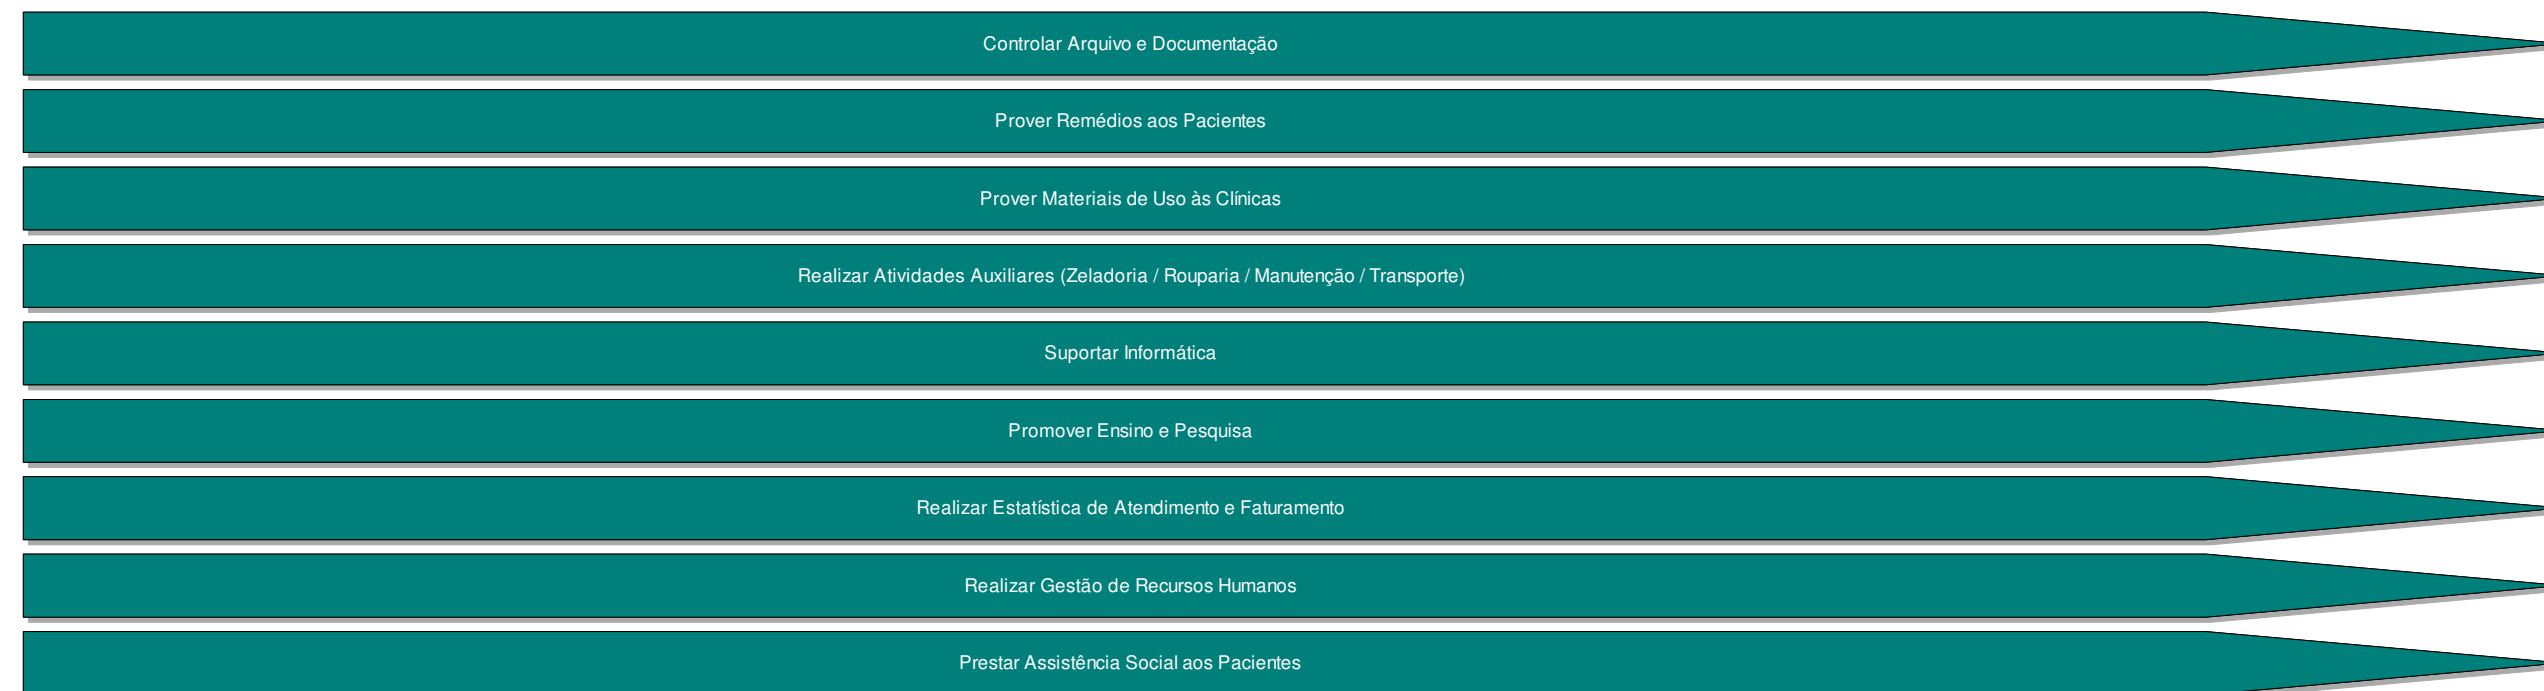 Controlar Arquivo e Documentação
Prover Remédios aos Pacientes
Prover Materiais de Uso às Clínicas
Realizar Atividades Auxiliares (Zeladoria / Rouparia / Manutenção / Transporte)
Suportar Informática
Promover Ensino e Pesquisa
Realizar Estatística de Atendimento e Faturamento
Realizar Gestão de Recursos Humanos
Prestar Assistência Social aos Pacientes